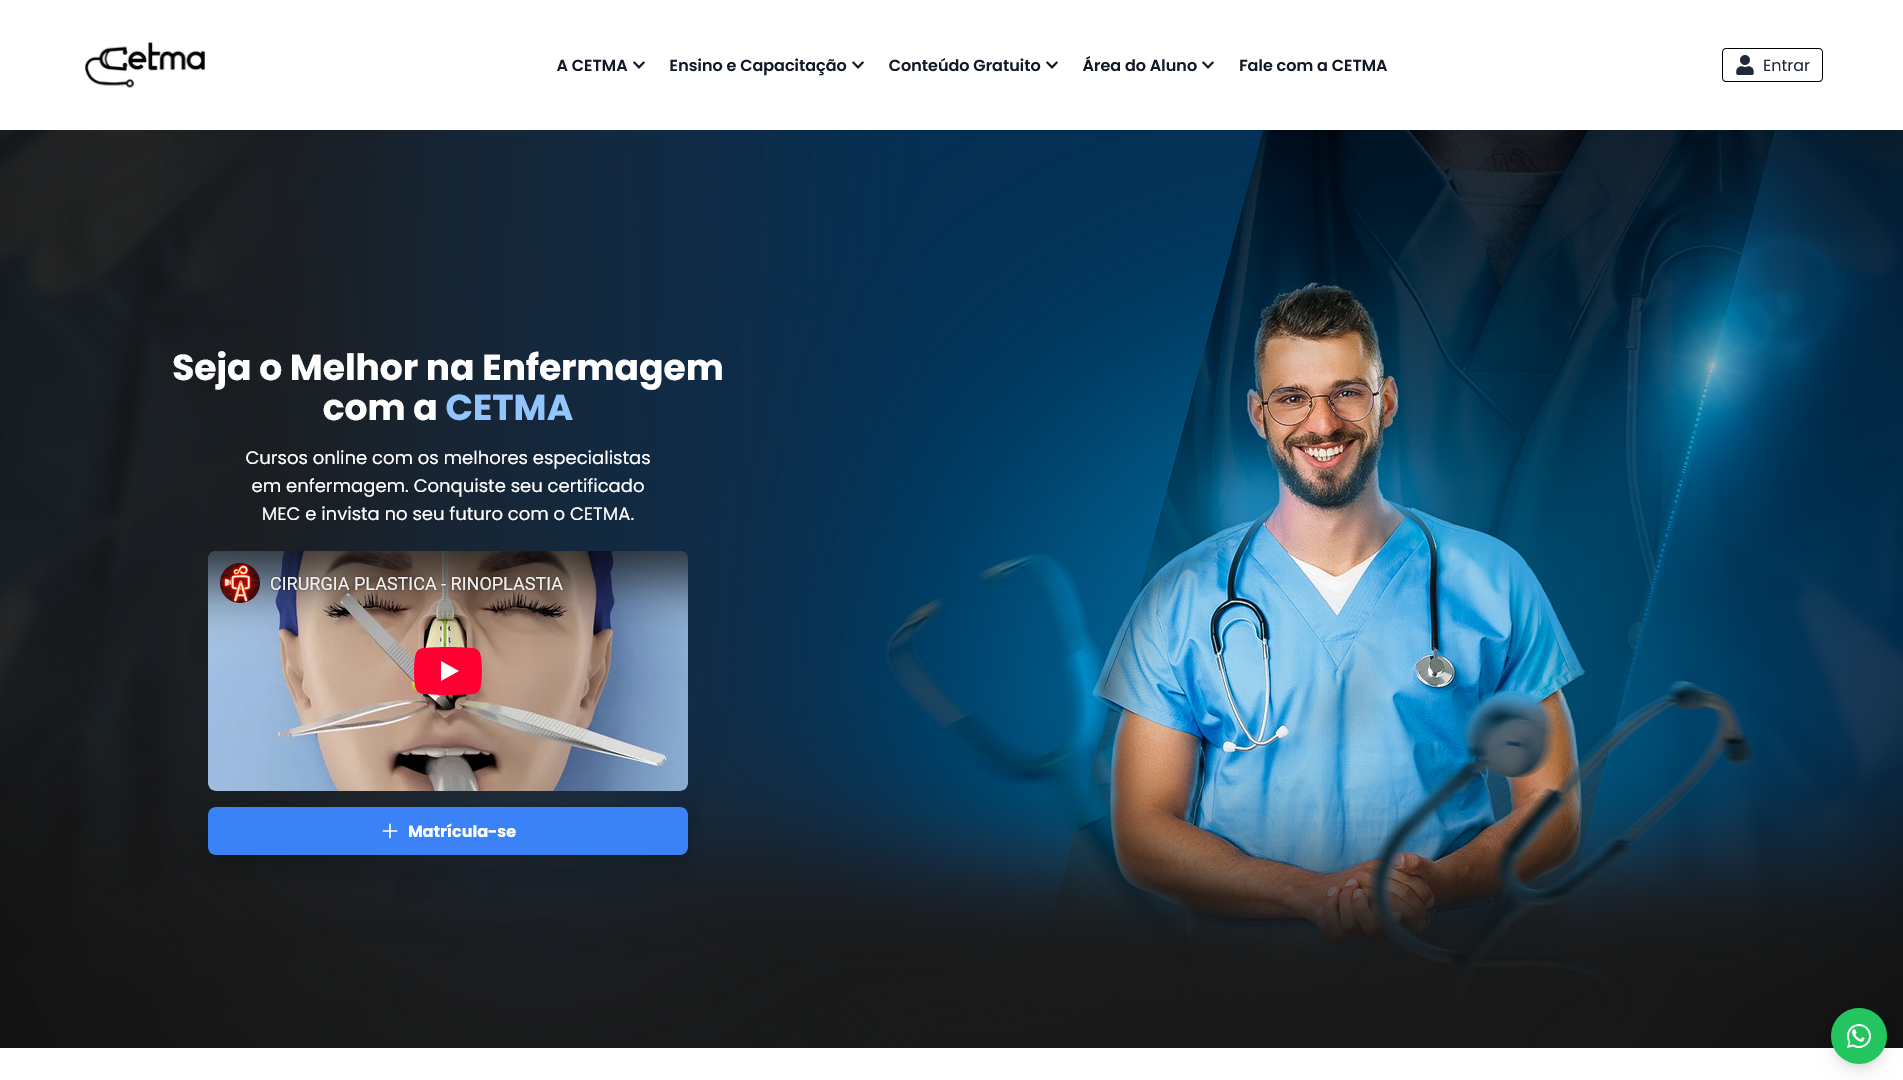 Cetma
A CETMA
Ensino e Capacitação
Conteúdo Gratuito
Área do Aluno
Fale com a CETMA
Entrar
Seja o Melhor na Enfermagem
com a CETMA
Cursos online com os melhores especialistas
em enfermagem. Conquiste seu certificado
MEC e invista no seu futuro com o CETMA.
CIRURGIA PLASTICA - RINOPLASTIA
Matrícula-se